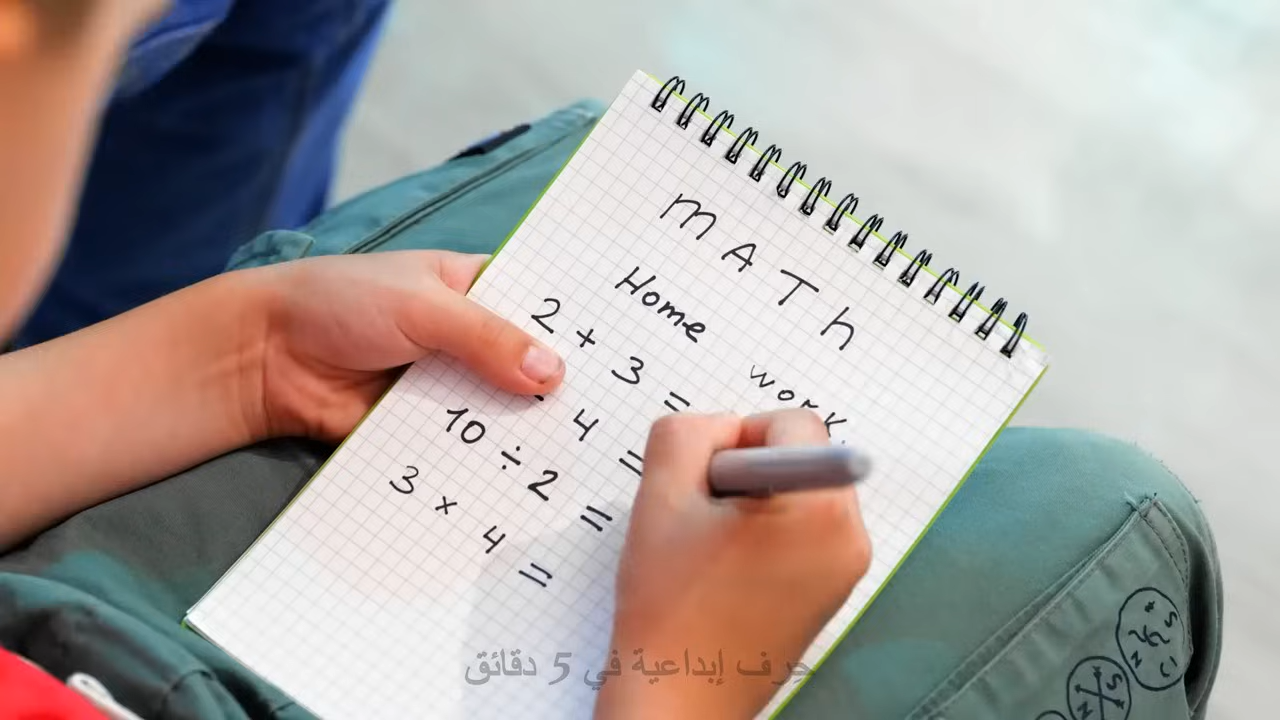 MATh
Home work.
2 + 3 =
- 4 =
10 ÷ 2 =
3 × 4 =
حرف إبداعية في 5 دقائق